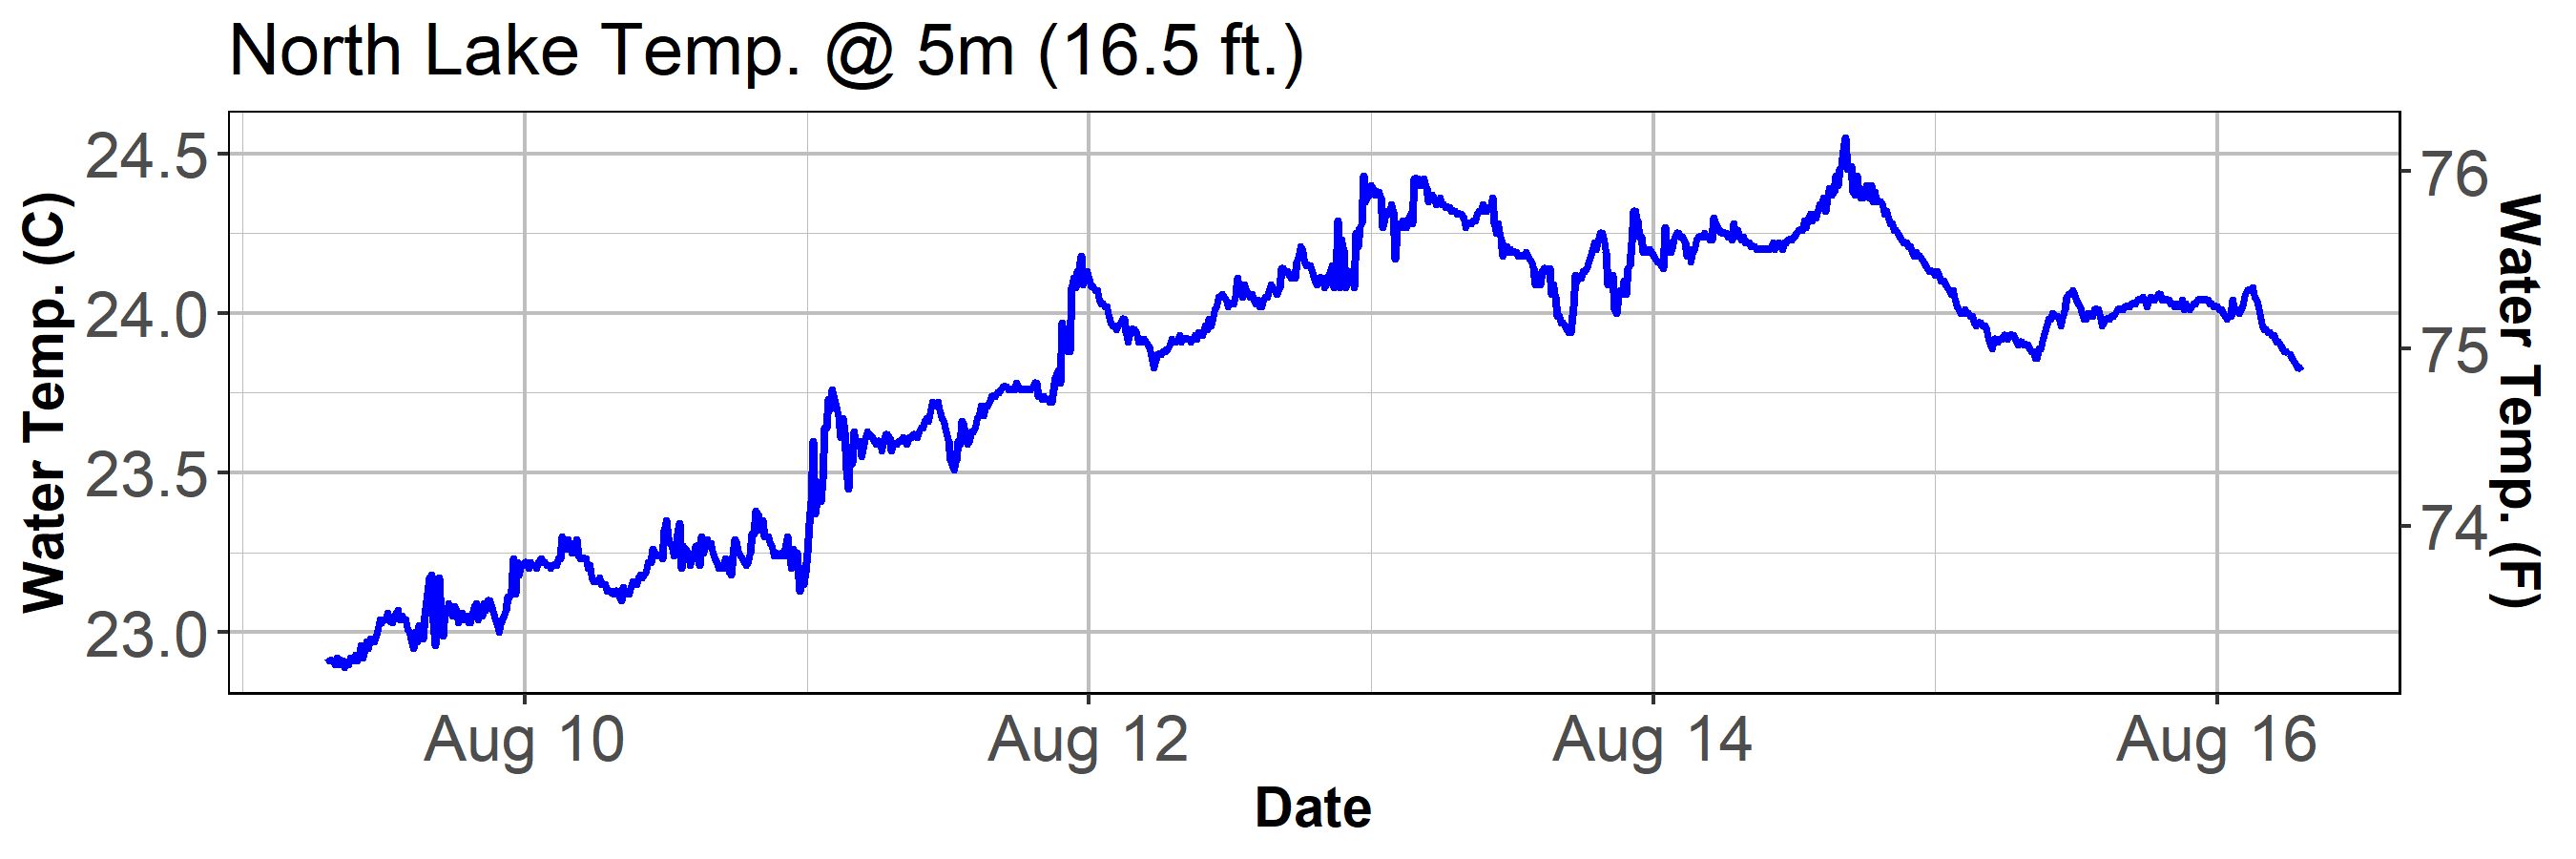 North Lake Temp. @ 5m (16.5 ft.)
Water Temp. (C)
24.5
24.0
23.5
23.0
76
75
74
Water Temp. (F)
Aug 10 Aug 12 Aug 14 Aug 16
Date